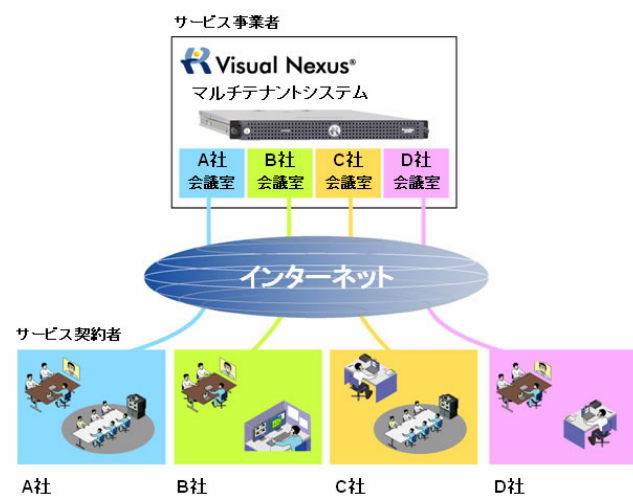 サービス事業者
Visual Nexus®
マルチテナントシステム
A社 B社 C社 D社
会議室 会議室 会議室 会議室
インターネット
サービス契約者
A社 B社 C社 D社